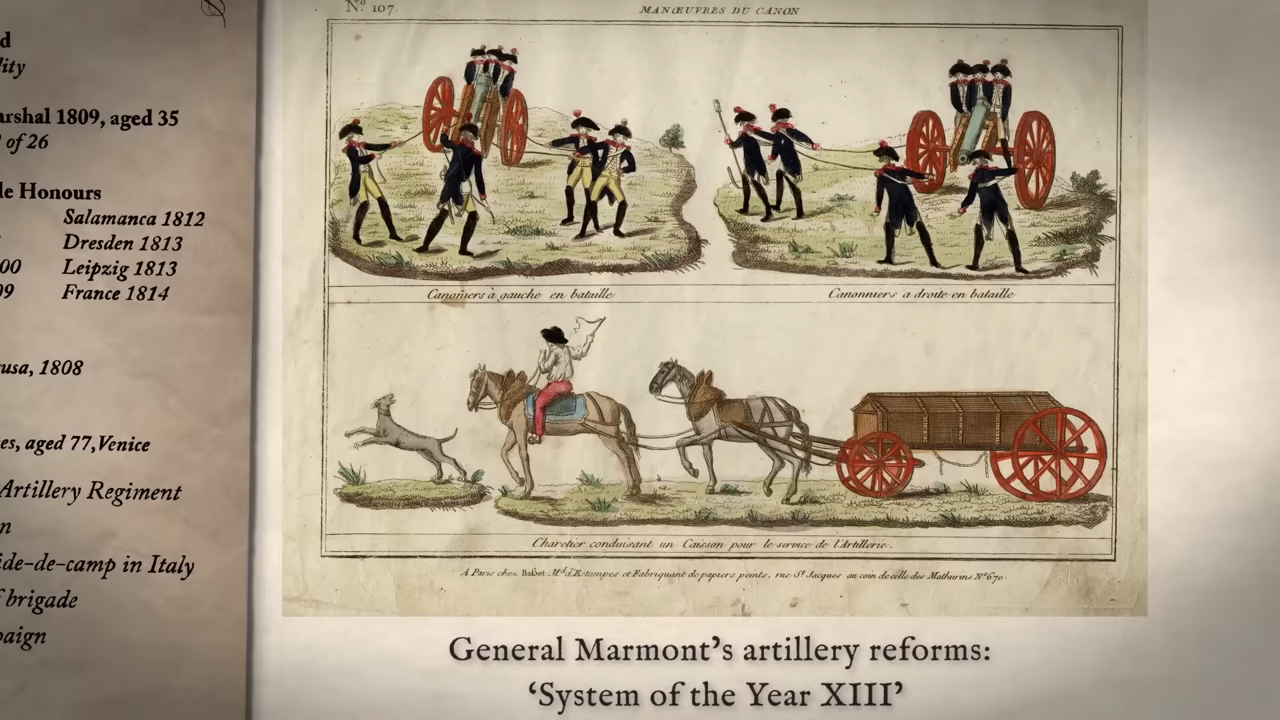 d
lity
arshal 1809, aged 35
of 26
le Honours
Salamanca 1812
Dresden 1813
00 Leipzig 1813
09 France 1814
usa, 1808
es, aged 77, Venice
Artillery Regiment
n
ide-de-camp in Italy
brigade
paign
Nº 107.
MANŒUVRES DU CANON
Canoniers à gauche en bataille
Canonniers a droite en bataille
Charetier conduisant un Caisson pour le service de l'Artillerie.
A Paris chez Basset Md. d'Estampes et Fabriquant de papiers peints, rue St. Jacques au coin de celle des Mathurins Nº 670.
General Marmont's artillery reforms:
'System of the Year XIII'